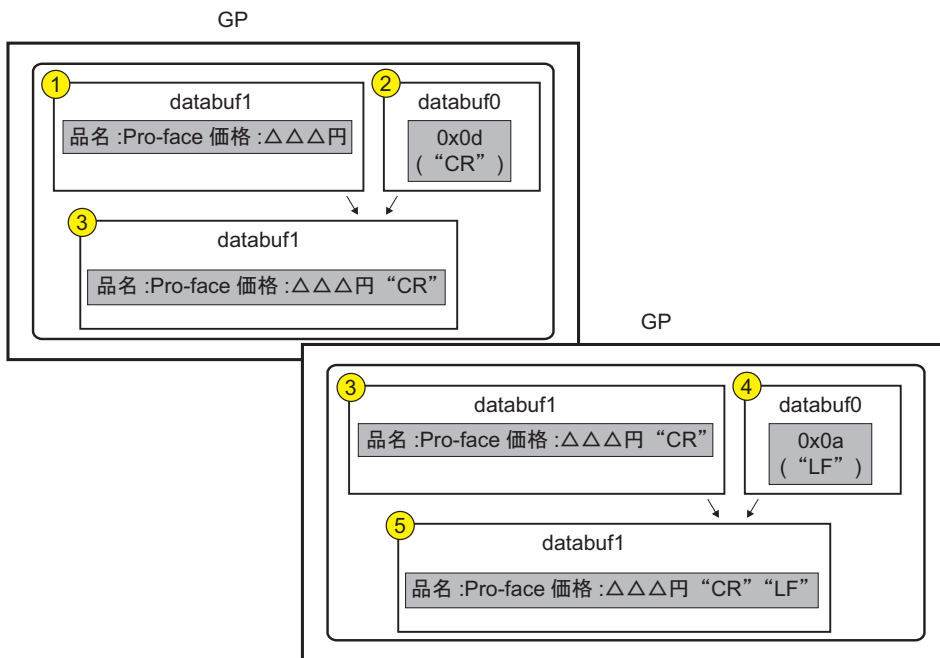 GP
1
databuf1
品名 :Pro-face 価格 :△△△円
2
databuf0
0x0d
( “CR” )
3
databuf1
品名 :Pro-face 価格 :△△△円 “CR”
GP
3
databuf1
品名 :Pro-face 価格 :△△△円 “CR”
4
databuf0
0x0a
( “LF” )
5
databuf1
品名 :Pro-face 価格 :△△△円 “CR” “LF”